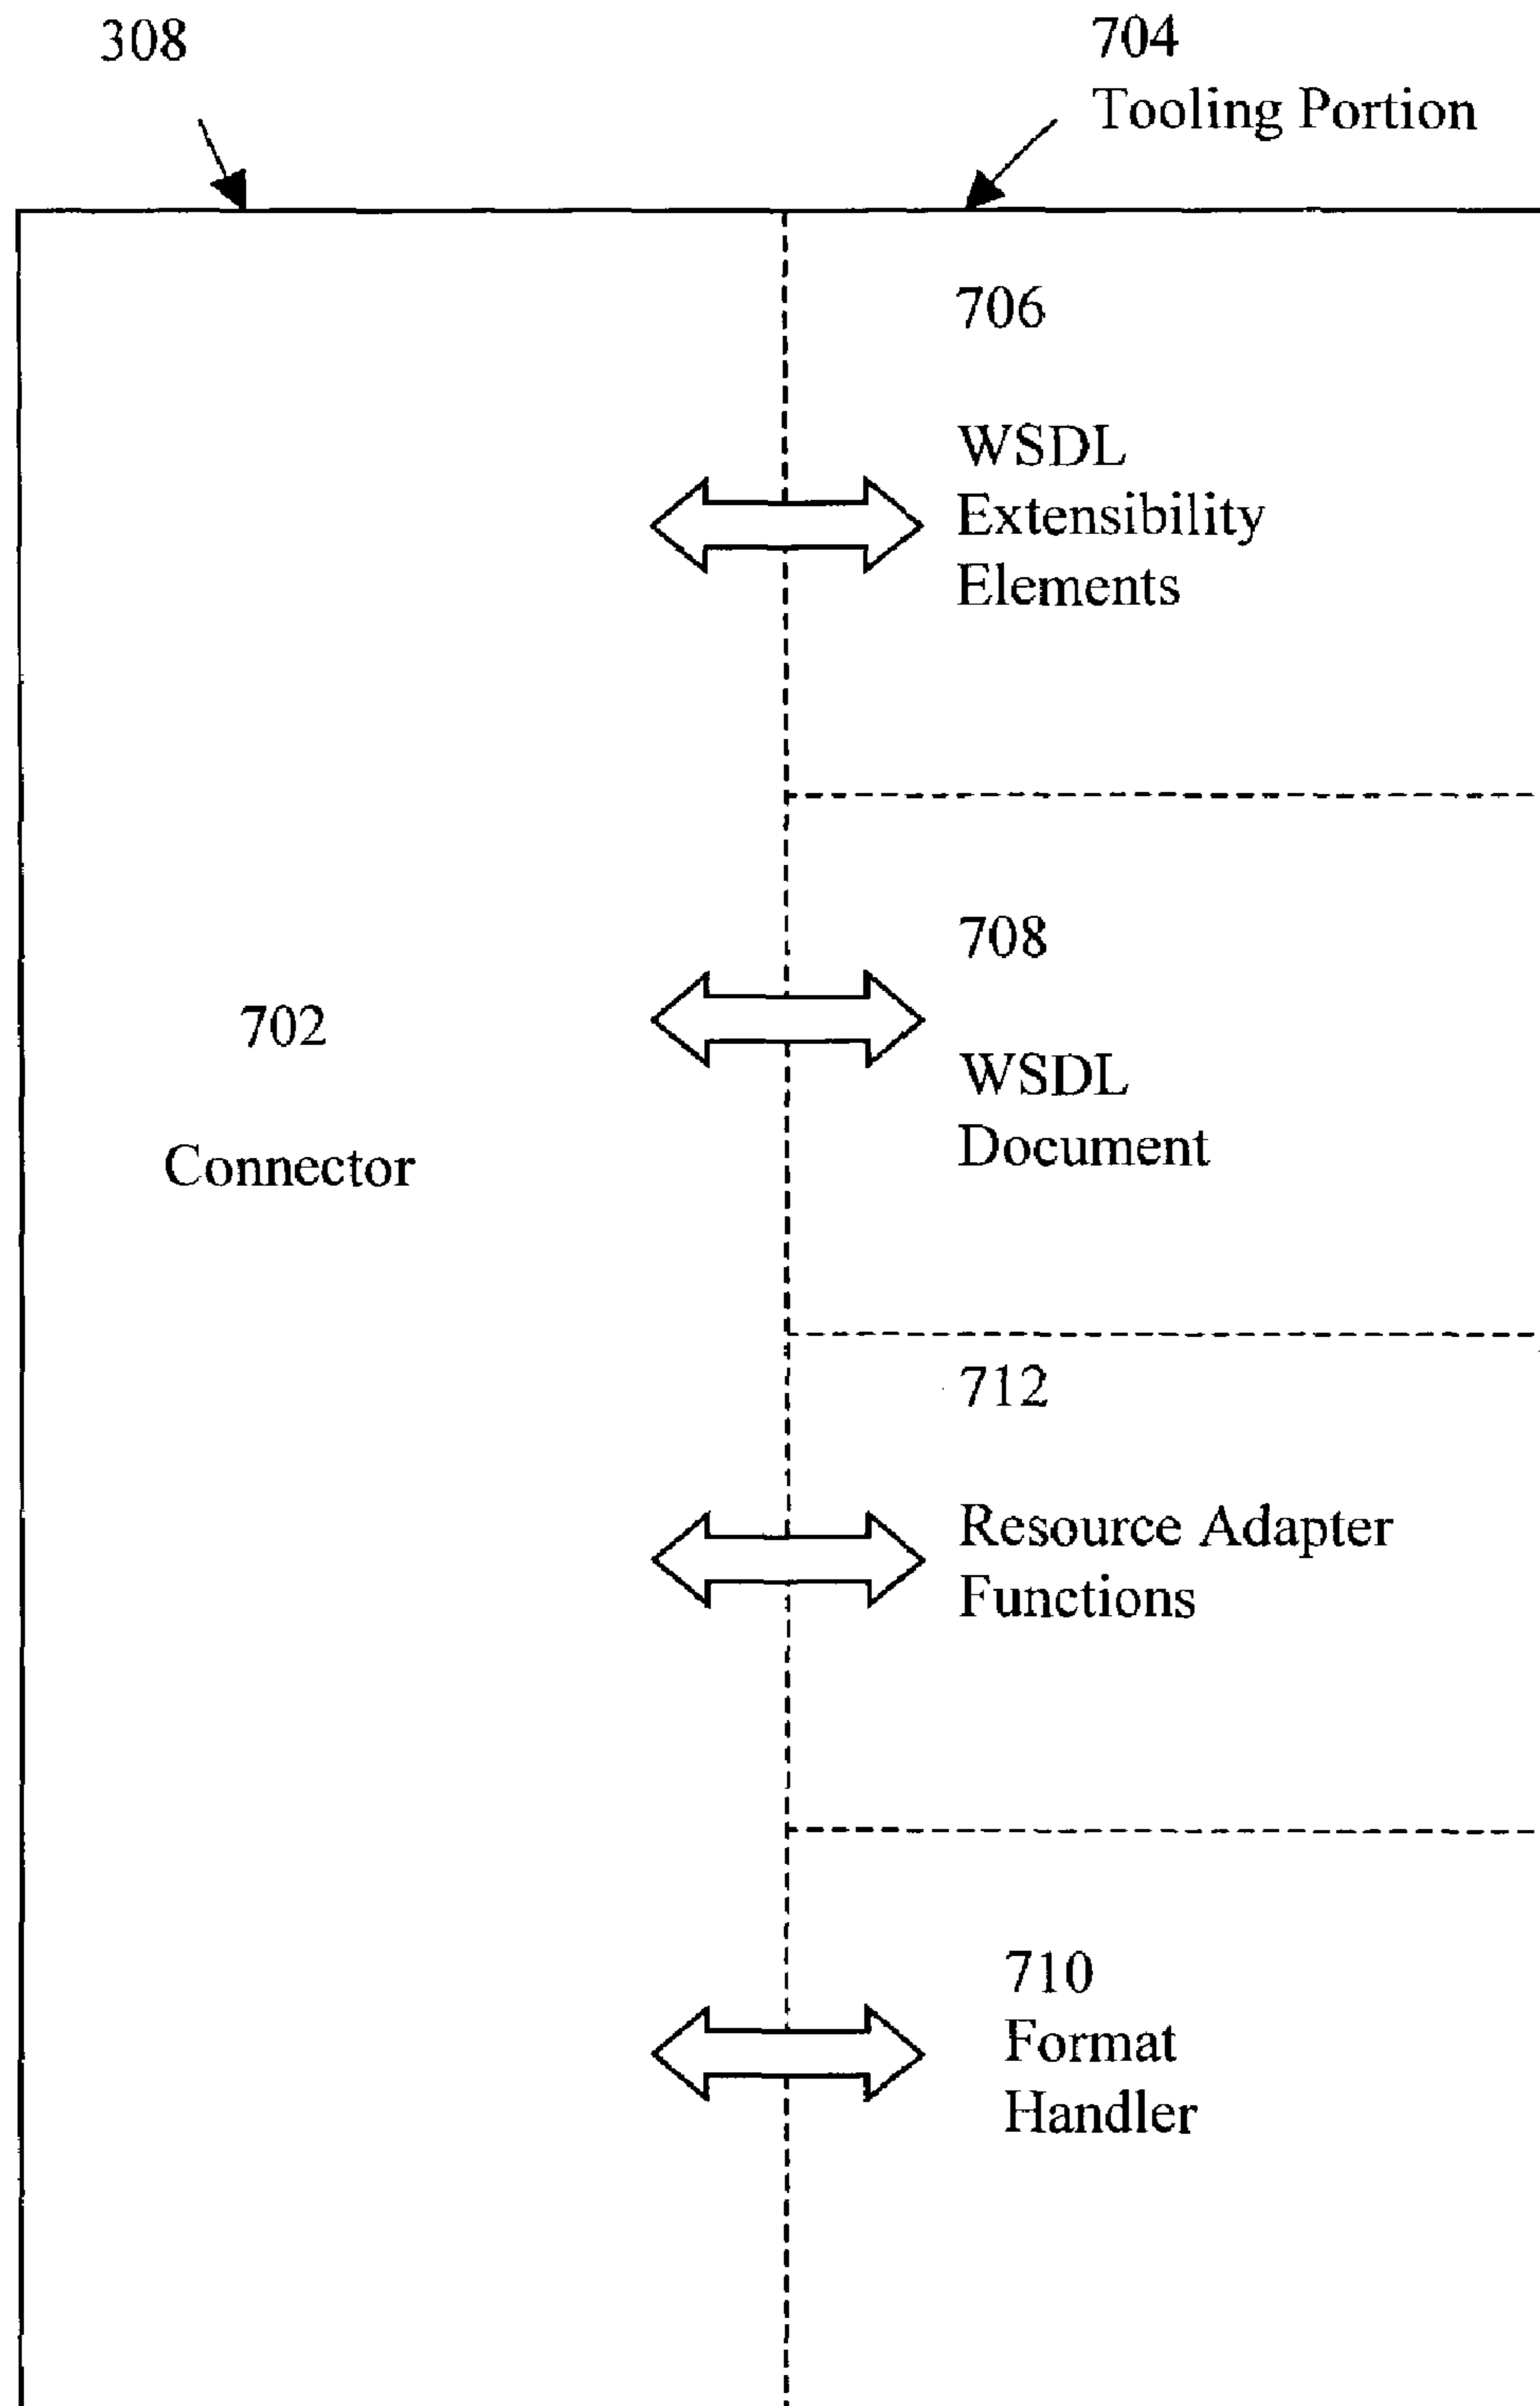 308
704
Tooling Portion
706
WSDL
Extensibility
Elements
708
702
WSDL
Document
Connector
712
Resource Adapter
Functions
710
Format
Handler